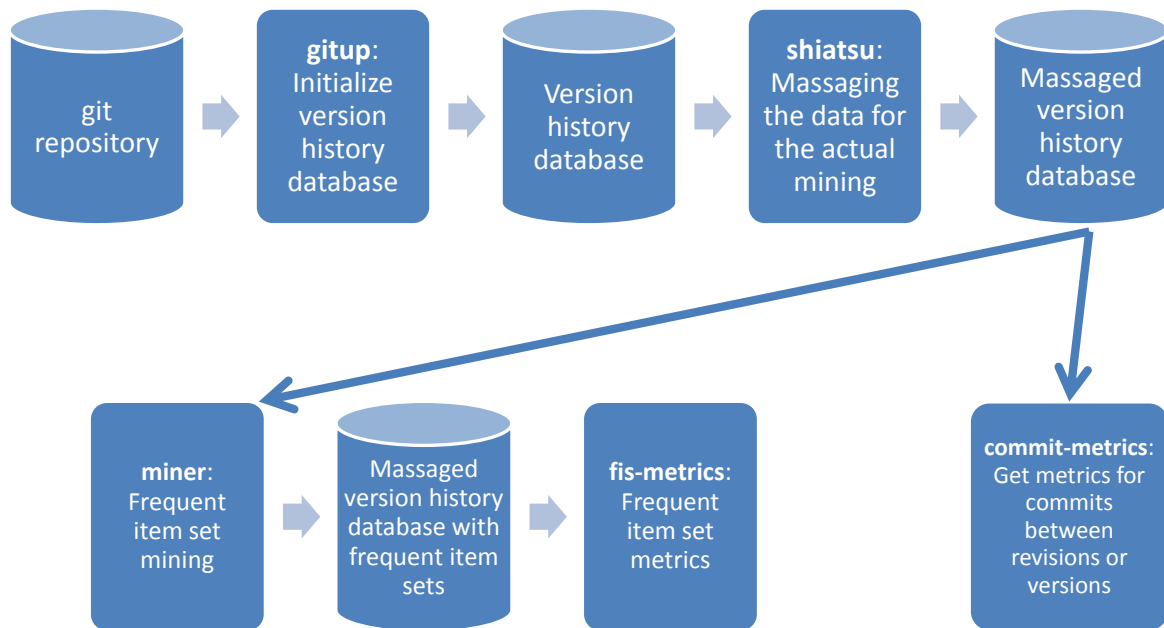 git
repository
gitup:
Initialize
version
history
database
Version
history
database
shiatsu:
Massaging
the data for
the actual
mining
Massaged
version
history
database
miner:
Frequent
item set
mining
Massaged
version history
database with
frequent item
sets
fis-metrics:
Frequent
item set
metrics
commit-metrics:
Get metrics for
commits
between
revisions or
versions